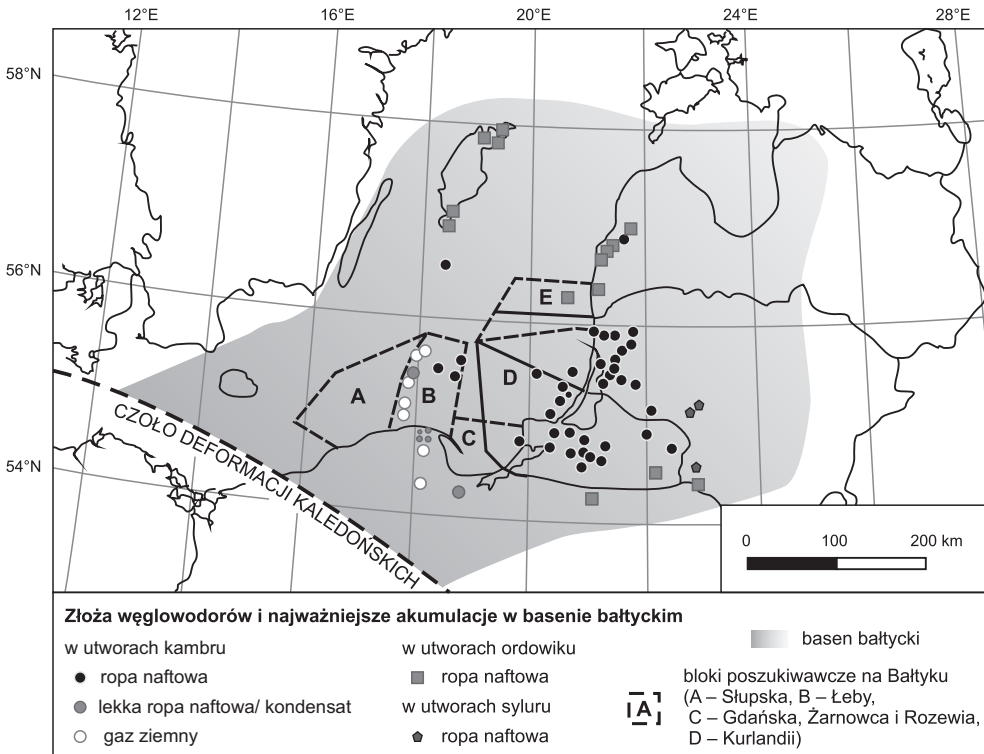 12°E 16°E 20°E 24°E 28°E
58°N
56°N
54°N
E
A
B
D
C
CZOŁO DEFORMACJI KALEDOŃSKICH
0 100 200 km
Złoża węglowodorów i najważniejsze akumulacje w basenie bałtyckim
w utworach kambru
ropa naftowa
lekka ropa naftowa/ kondensat
gaz ziemny
w utworach ordowiku
ropa naftowa
w utworach syluru
ropa naftowa
basen bałtycki
A
bloki poszukiwawcze na Bałtyku
(A – Słupska, B – Łeby,
C – Gdańska, Żarnowca i Rozewia,
D – Kurlandii)